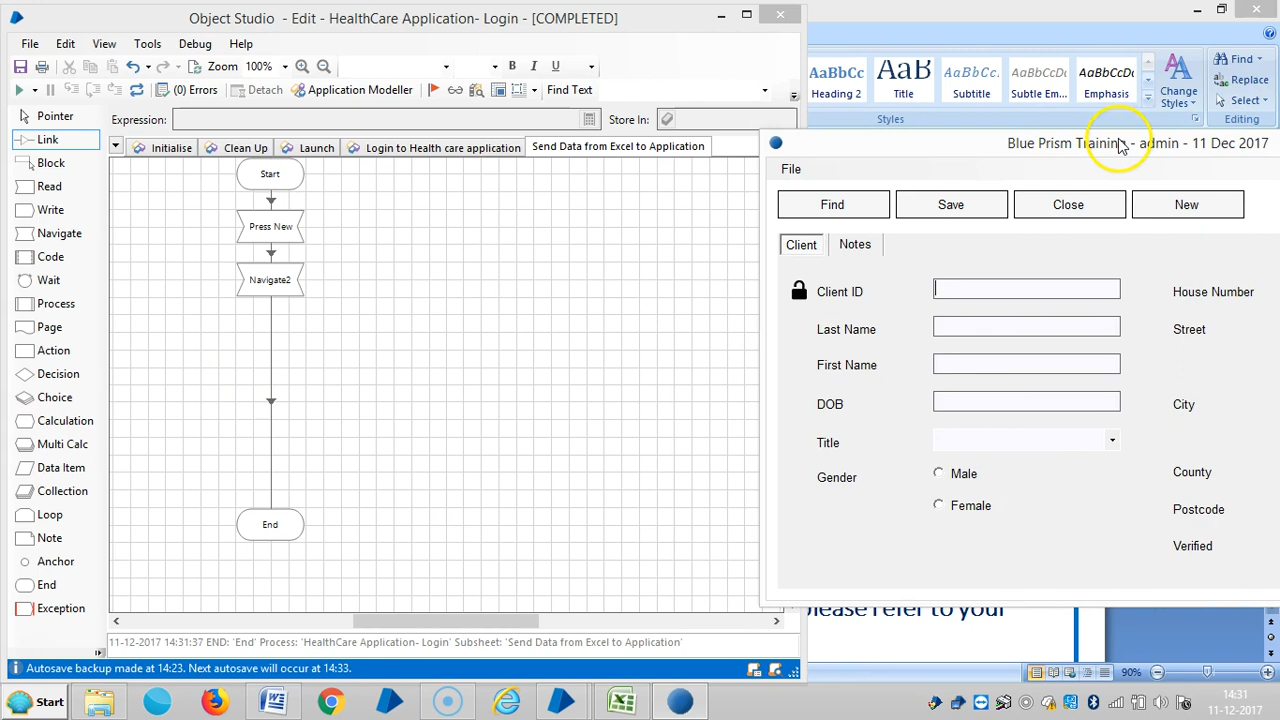 Object Studio - Edit - HealthCare Application- Login - [COMPLETED]
File Edit View Tools Debug Help
Zoom 100% B I U
(0) Errors Detach Application Modeller Find Text
Expression: Store In:
Initialise Clean Up Launch Login to Health care application Send Data from Excel to Application
Pointer
Link
Block
Read
Write
Navigate
Code
Wait
Process
Page
Action
Decision
Choice
Calculation
Multi Calc
Data Item
Collection
Loop
Note
Anchor
End
Exception
Start
Press New
Navigate2
End
11-12-2017 14:31:37 END: 'End' Process: 'HealthCare Application- Login' Subsheet: 'Send Data from Excel to Application'
Autosave backup made at 14:23. Next autosave will occur at 14:33.
AaBbCc AaB AaBbCc AaBbCcDc AaBbCcDc
Heading 2 Title Subtitle Subtle Em... Emphasis
Change
Styles
Find
Replace
Select
Styles Editing
Blue Prism Training - admin - 11 Dec 2017
File
Find Save Close New
Client Notes
Client ID House Number
Last Name Street
First Name
DOB City
Title
Gender Male County
Female Postcode
Verified
please refer to your
90%
Start
14:31
11-12-2017